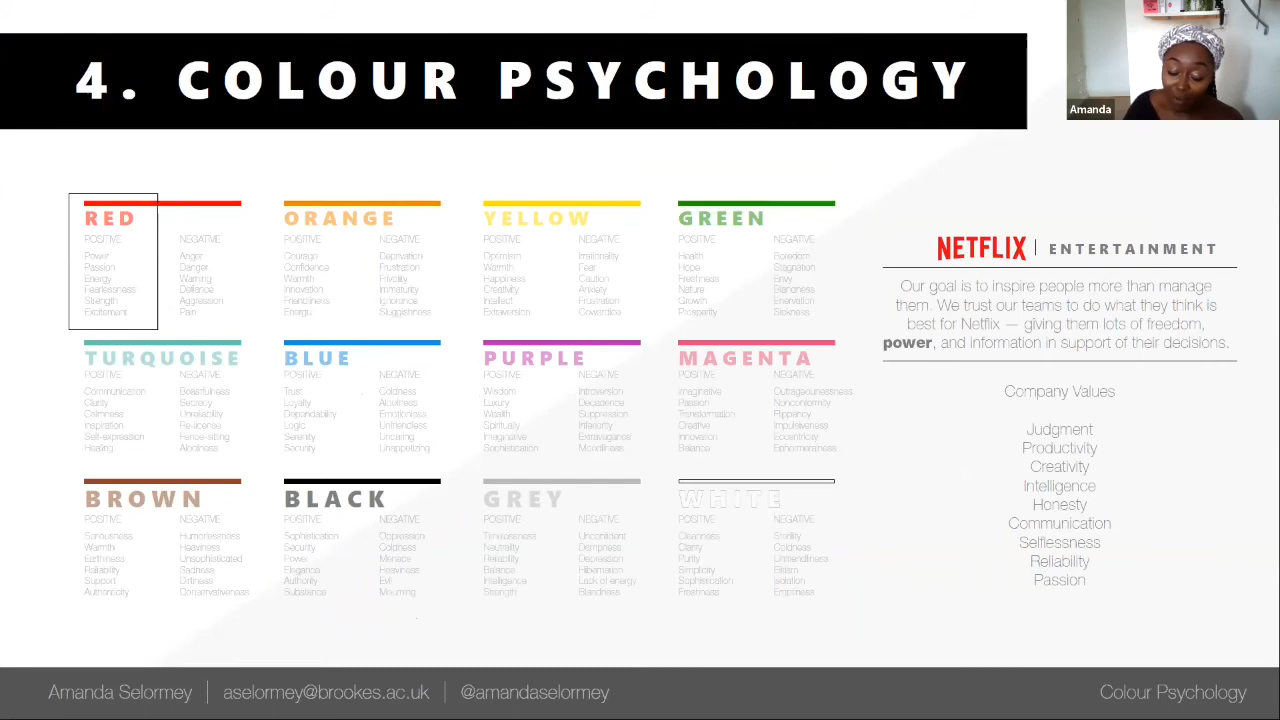 4. COLOUR PSYCHOLOGY
Amanda
RED
POSITIVE NEGATIVE
Power Anger
Passion Danger
Energy Warning
Fearlessness Defiance
Strength Aggression
Excitement Pain
ORANGE
POSITIVE NEGATIVE
Courage Deprivation
Confidence Frustration
Warmth Frivolity
Innovation Immaturity
Friendliness Ignorance
Energy Sluggishness
YELLOW
POSITIVE NEGATIVE
Optimism Irrationality
Warmth Fear
Happiness Caution
Creativity Anxiety
Intellect Frustration
Extraversion Cowardice
GREEN
POSITIVE NEGATIVE
Health Boredom
Hope Stagnation
Freshness Envy
Nature Blandness
Growth Enervation
Prosperity Sickness
TURQUOISE
POSITIVE NEGATIVE
Communication Boastfulness
Clarity Secrecy
Calmness Unreliability
Inspiration
Self-expression Fence-sitting
Healing Aloofness
BLUE
POSITIVE NEGATIVE
Trust Coldness
Loyalty Aloofness
Dependability Emotionless
Logic Unfriendliness
Serenity Uncaring
Security Unappetizing
PURPLE
POSITIVE NEGATIVE
Wisdom Introversion
Luxury Decadence
Wealth Suppression
Spirituality Inferiority
Imaginative Extravagance
Sophistication Moodiness
MAGENTA
POSITIVE NEGATIVE
Imaginative Outrageousness
Passion Nonconformity
Transformation Flippancy
Creative Impulsiveness
Innovation Eccentricity
Balance Ephemeralness
BROWN
POSITIVE NEGATIVE
Seriousness Humorlessness
Warmth Heaviness
Earthiness Unsophisticated
Reliability Sadness
Support Dirtiness
Authenticity Conservativeness
BLACK
POSITIVE NEGATIVE
Sophistication Oppression
Security Coldness
Power Menace
Elegance Heaviness
Authority Evil
Substance Mourning
GREY
POSITIVE NEGATIVE
Timelessness Unconfident
Neutrality Dampness
Reliability Depression
Balance Hibernation
Intelligence Lack of energy
Strength Blandness
WHITE
POSITIVE NEGATIVE
Cleanness Sterility
Clarity Coldness
Purity Unfriendliness
Simplicity Elitism
Sophistication Isolation
Freshness Emptiness
NETFLIX | ENTERTAINMENT
Our goal is to inspire people more than manage
them. We trust our teams to do what they think is
best for Netflix — giving them lots of freedom,
power, and information in support of their decisions.
Company Values
Judgment
Productivity
Creativity
Intelligence
Honesty
Communication
Selflessness
Reliability
Passion
Amanda Selormey | aselormey@brookes.ac.uk | @amandaselormey
Colour Psychology